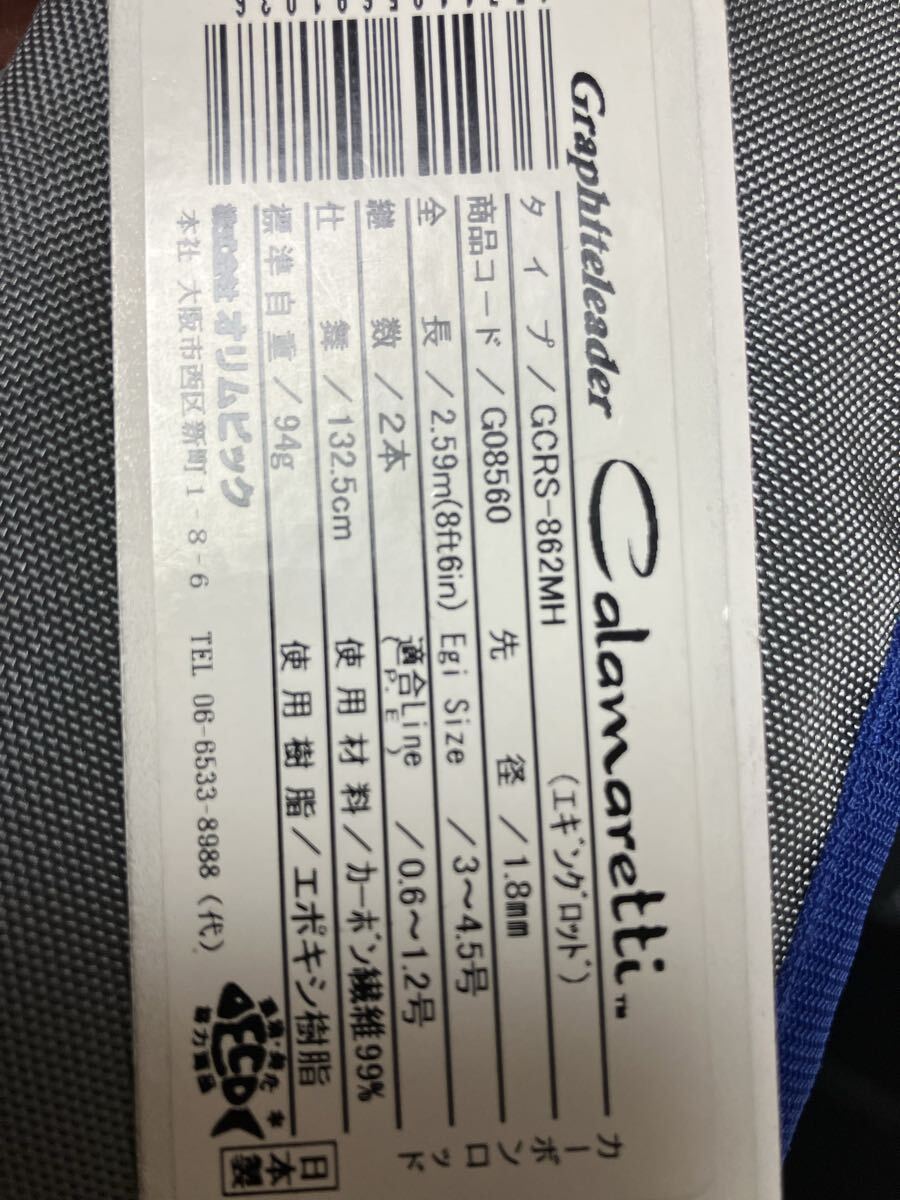 Graphiteleader Calamaretti™
カーボンロッド
タイプ/GCRS-862MH (エギングロッド)
商品コード/G08560 先径/1.8mm
全長/2.59m(8ft6in) Egi Size/3～4.5号
継数/2本 適合Line(P.E)/0.6～1.2号
仕舞/132.5cm 使用材料/カーボン繊維99%
標準自重/94g 使用樹脂/エポキシ樹脂
株式会社オリムピック
本社 大阪市西区新町1-8-6 TEL 06-6533-8988(代)
日本製